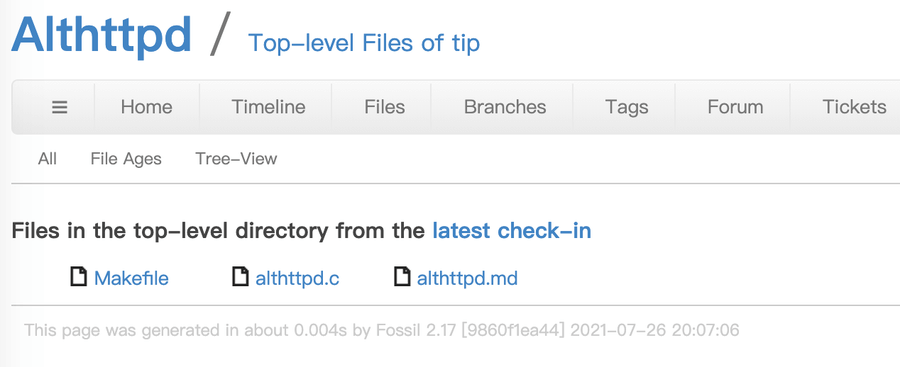 Althttpd / Top-level Files of tip
≡ Home Timeline Files Branches Tags Forum Tickets
All File Ages Tree-View
Files in the top-level directory from the latest check-in
Makefile althttpd.c althttpd.md
This page was generated in about 0.004s by Fossil 2.17 [9860f1ea44] 2021-07-26 20:07:06